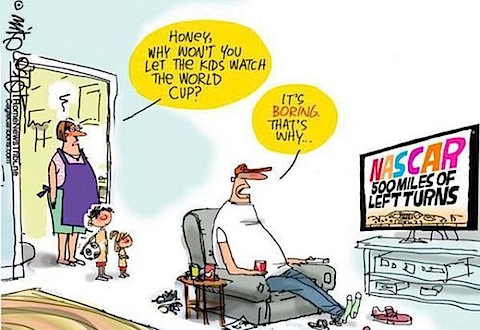 HONEY,
WHY WON'T YOU
LET THE KIDS WATCH
THE WORLD
CUP?
IT'S
BORING.
THAT'S
WHY...
NASCAR
500 MILES OF
LEFT TURNS